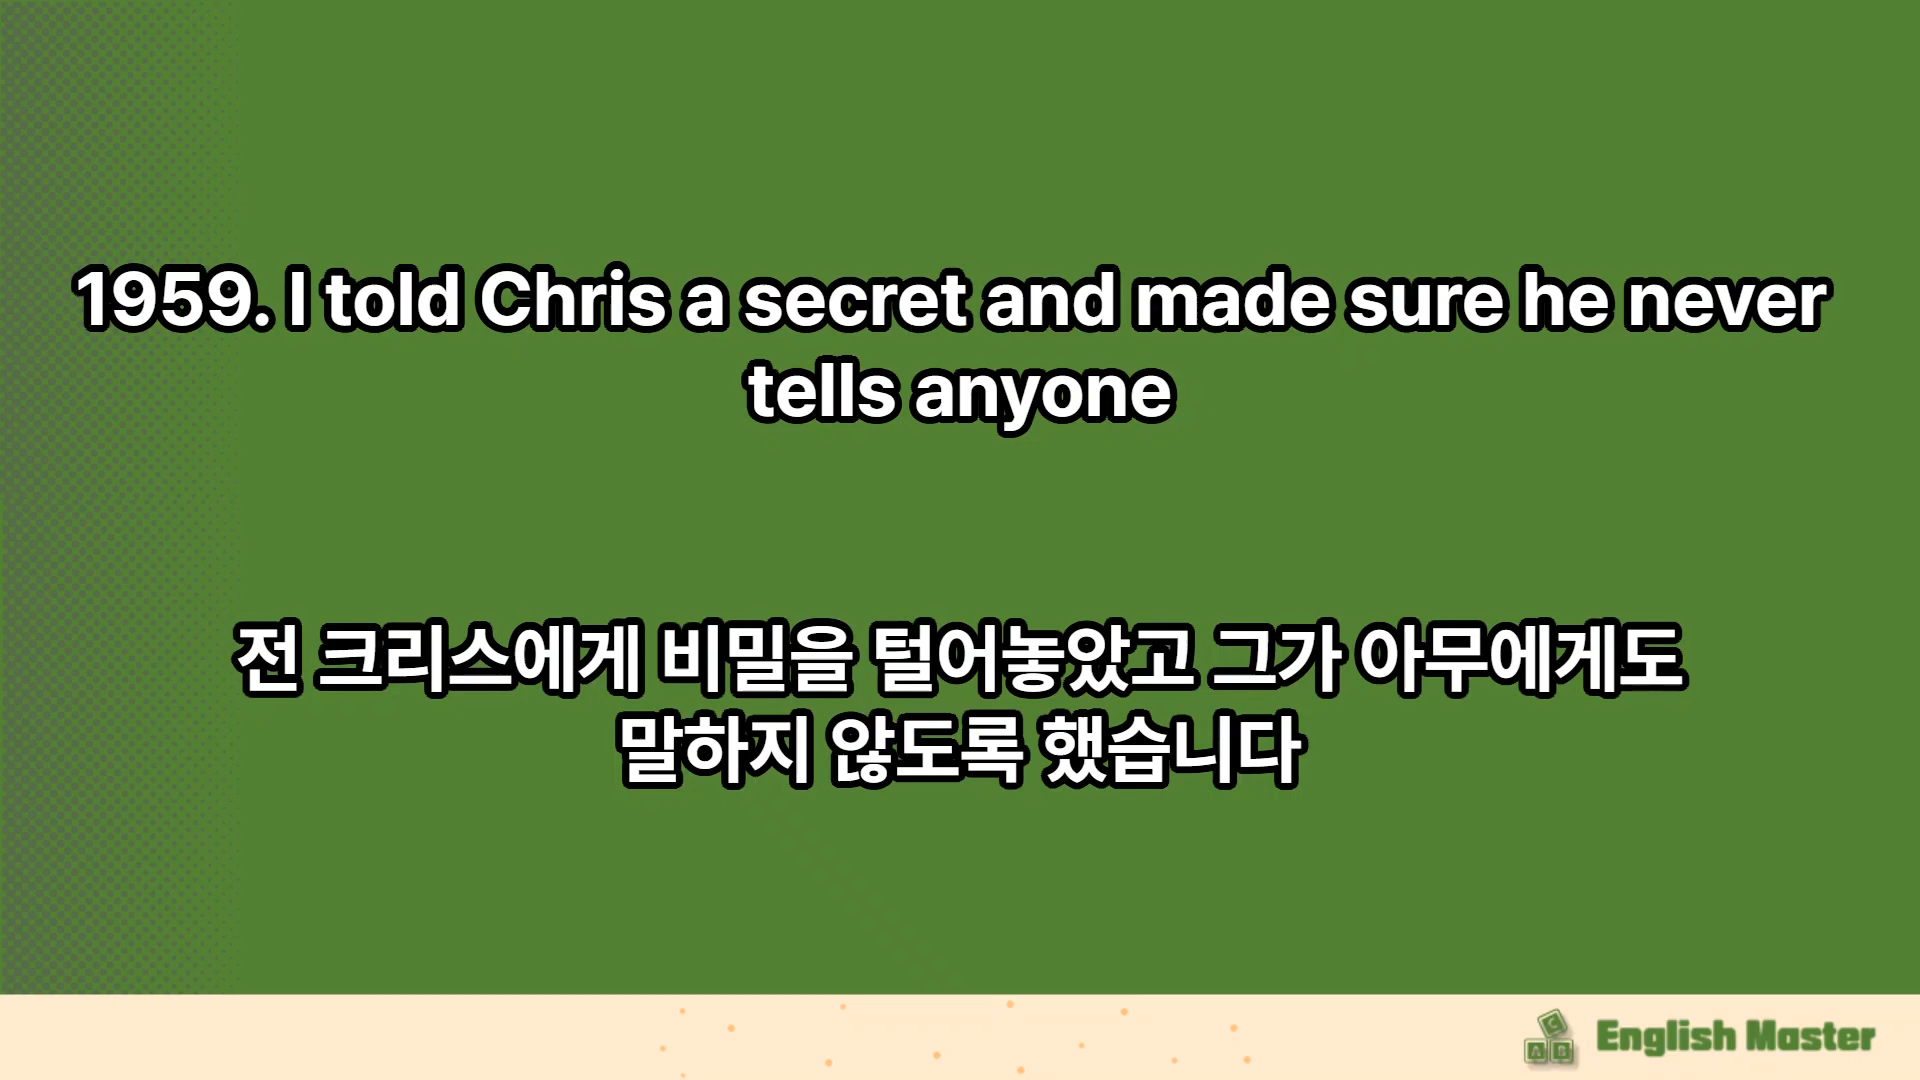 1959. I told Chris a secret and made sure he never
tells anyone
전 크리스에게 비밀을 털어놓았고 그가 아무에게도
말하지 않도록 했습니다
English Master